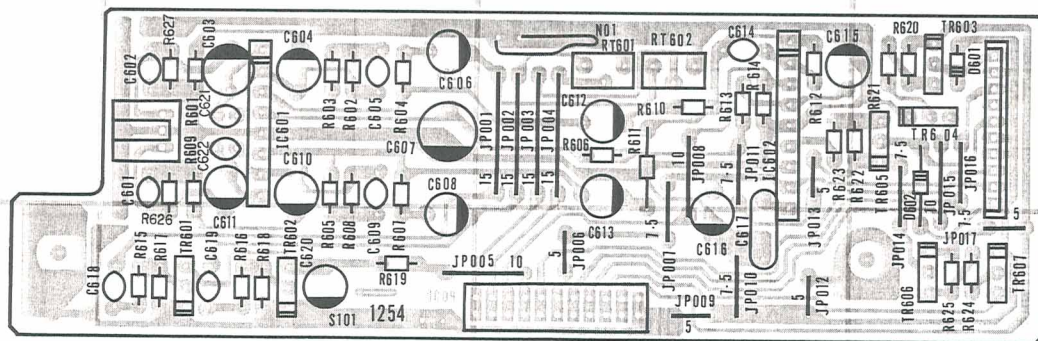 R627
C603
C602
R601
C621
C604
IC601
R603
R602
C605
R604
C606
C607
JP001
JP002
JP003
JP004
15
15
15
15
N01
RT601
RT602
C612
R606
R610
R611
C614
R614
R613
C615
R612
IC602
R620
TR603
D601
R621
TR604
R609
C622
C601
R626
C611
C610
R605
R608
C609
R607
C608
C613
10
JP008
7.5
JP011
7.5
C616
C617
5
JP013
R623
R622
TR605
7.5
D602
10
JP015
JP016
7.5
5
C618
R615
R617
TR601
C619
R616
R618
TR602
C620
R619
JP005
10
5
JP006
JP007
7.5
JP010
JP009
5
5
JP012
JP014
TR606
R625
R624
JP017
TR607
S101
1254